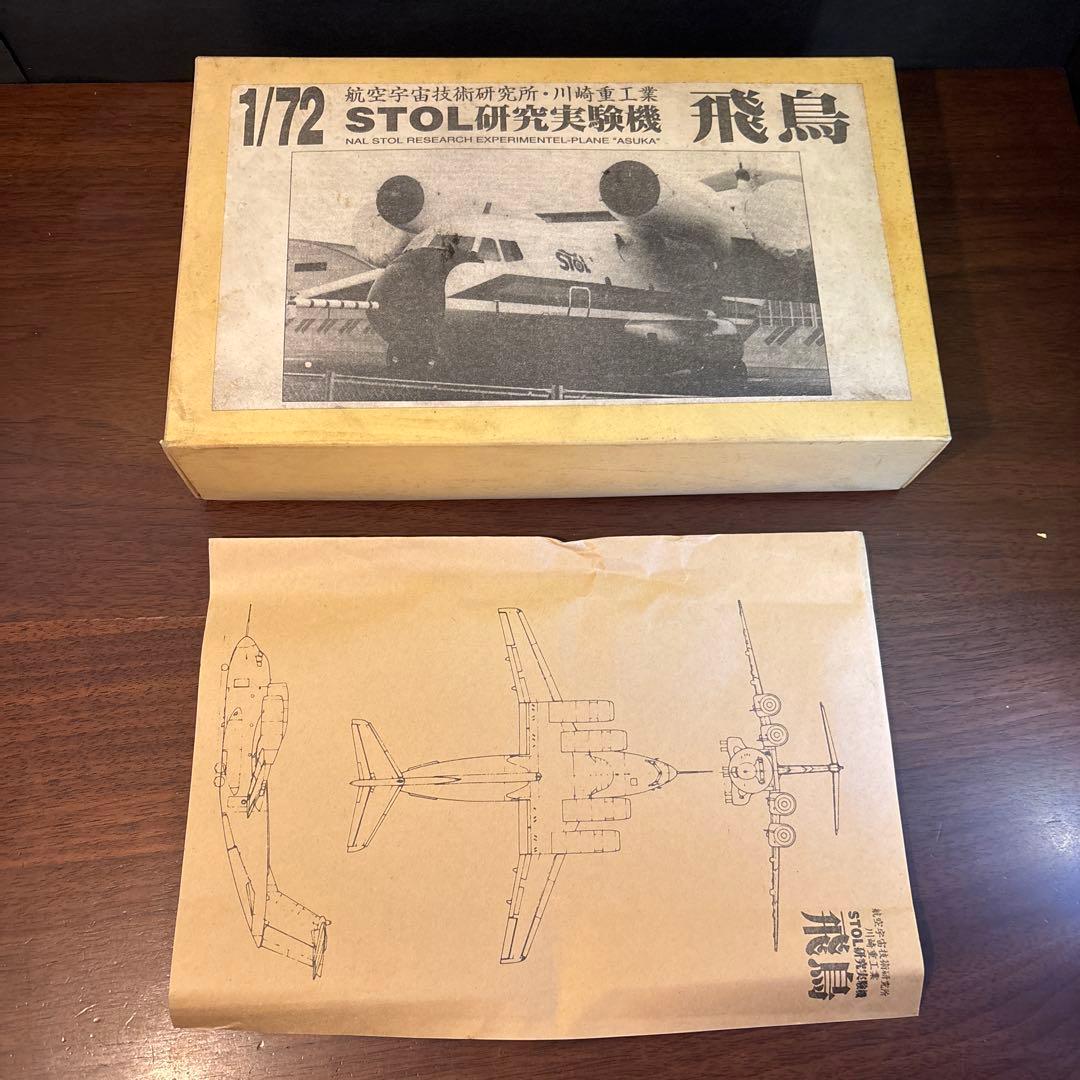 1/72
航空宇宙技術研究所・川崎重工業
STOL研究実験機
飛鳥
NAL STOL RESEARCH EXPERIMENTEL-PLANE "ASUKA"
STOL
航空宇宙技術研究所
川崎重工業
STOL研究実験機
飛鳥